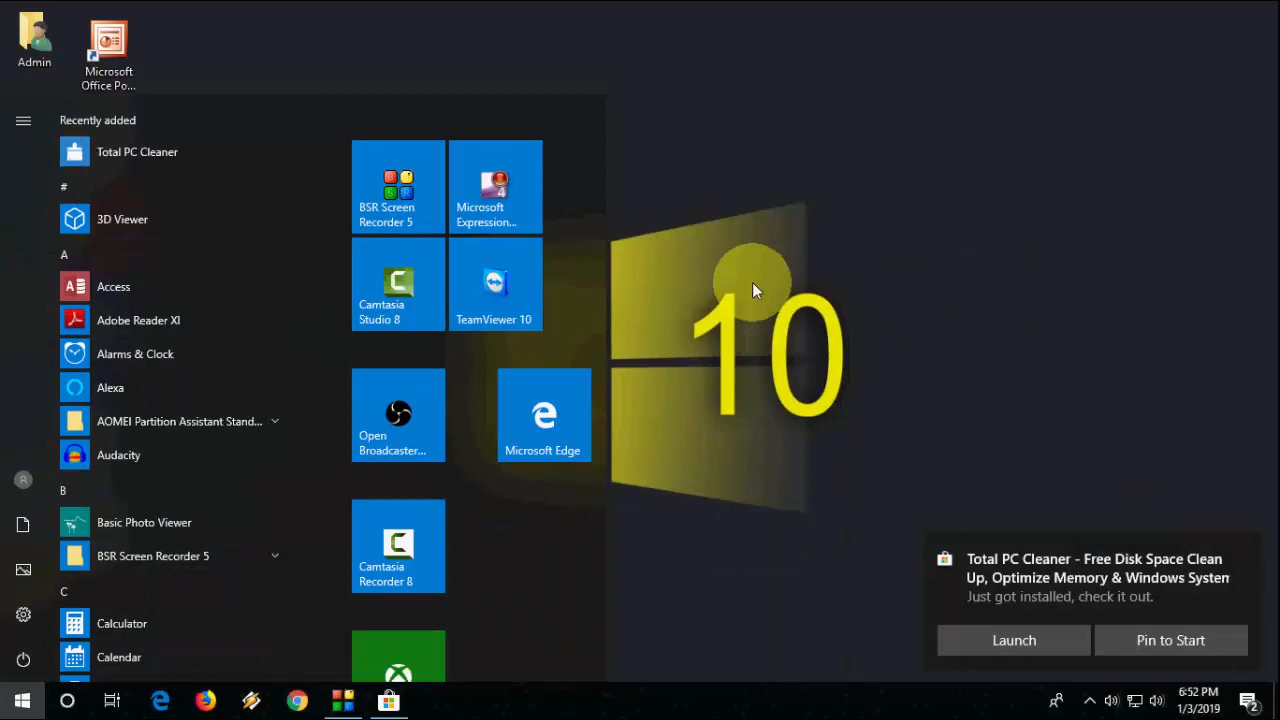 Admin
Microsoft
Office Po...
Recently added
Total PC Cleaner
#
3D Viewer
A
Access
Adobe Reader XI
Alarms & Clock
Alexa
AOMEI Partition Assistant Stand...
Audacity
B
Basic Photo Viewer
BSR Screen Recorder 5
C
Calculator
Calendar
BSR Screen
Recorder 5
Microsoft
Expression...
Camtasia
Studio 8
TeamViewer 10
Open
Broadcaster...
Microsoft Edge
Camtasia
Recorder 8
10
Total PC Cleaner - Free Disk Space Clean
Up, Optimize Memory & Windows System
Just got installed, check it out.
Launch
Pin to Start
6:52 PM
1/3/2019
2